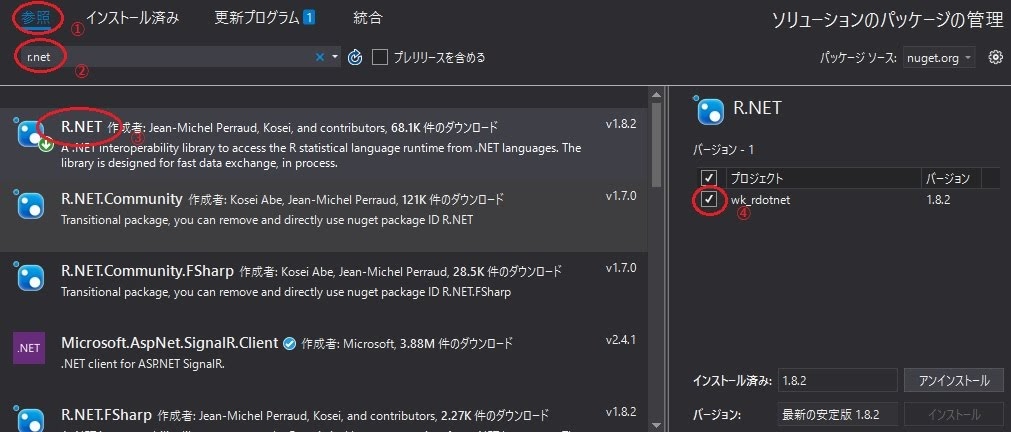 参照 インストール済み 更新プログラム 1 統合
ソリューションのパッケージの管理
①
r.net プレリリースを含める
②
パッケージ ソース: nuget.org
R.NET 作成者: Jean-Michel Perraud, Kosei, and contributors, 68.1K 件のダウンロード v1.8.2
③
A .NET interoperability library to access the R statistical language runtime from .NET languages. The
library is designed for fast data exchange, in process.
R.NET.Community 作成者: Kosei Abe, Jean-Michel Perraud, 121K 件のダウンロード v1.7.0
Transitional package, you can remove and directly use nuget package ID R.NET
R.NET.Community.FSharp 作成者: Kosei Abe, Jean-Michel Perraud, 28.5K 件のダウンロード v1.7.0
Transitional package, you can remove and directly use nuget package ID R.NET.FSharp
.NET
Microsoft.AspNet.SignalR.Client 作成者: Microsoft, 3.88M 件のダウンロード v2.4.1
.NET client for ASP.NET SignalR.
R.NET.FSharp 作成者: Jean-Michel Perraud, Kosei, and contributors, 2.27K 件のダウンロード v1.8.2
R.NET
バージョン - 1
プロジェクト バージョン
wk_rdotnet 1.8.2
④
インストール済み: 1.8.2 アンインストール
バージョン: 最新の安定版 1.8.2 インストール